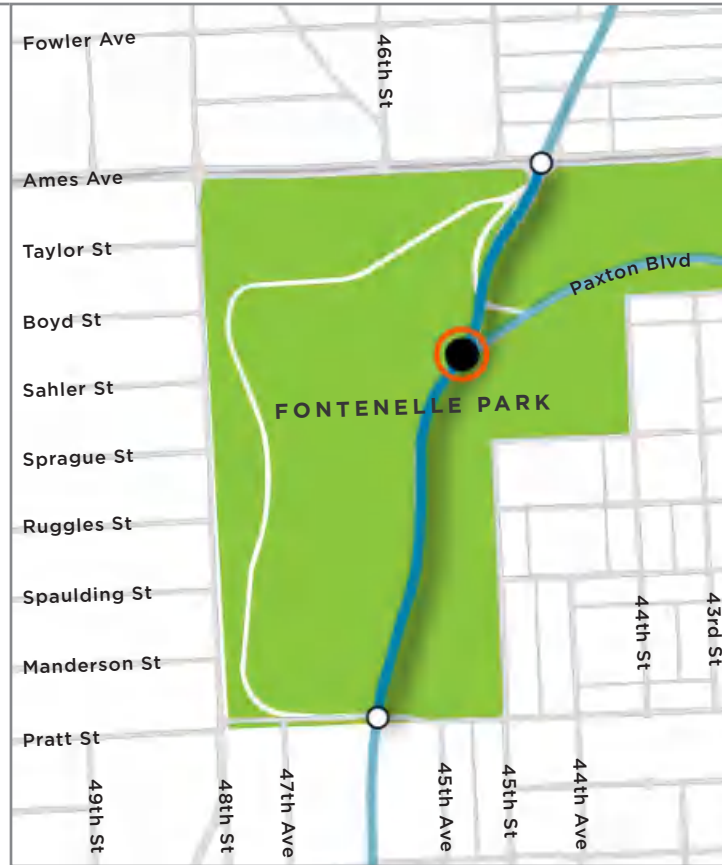 Fowler Ave
46th St
Ames Ave
Taylor St
Paxton Blvd
Boyd St
Sahler St
FONTENELLE PARK
Sprague St
Ruggles St
Spaulding St
44th St
43rd St
Manderson St
Pratt St
49th St
48th St
47th Ave
45th Ave
45th St
44th Ave